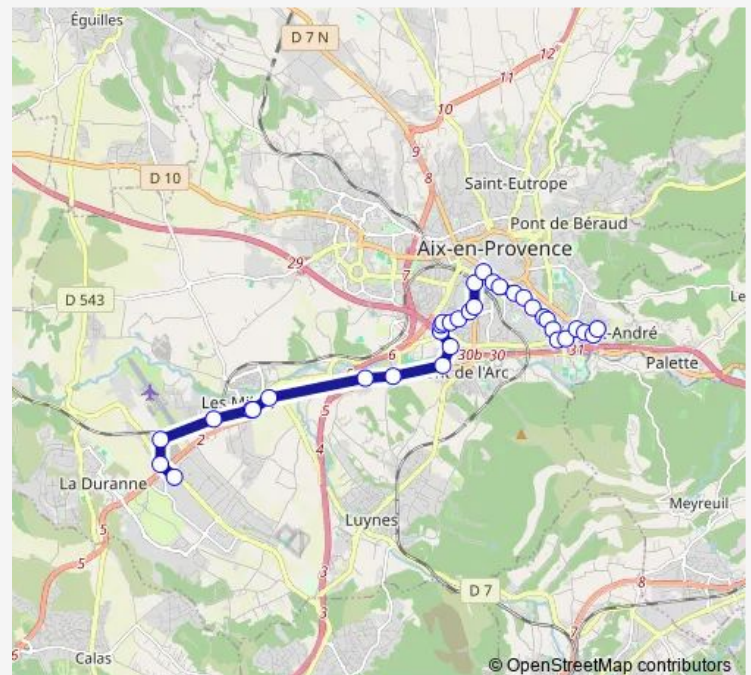 Éguilles
D 7 N
12
11
10
9
8
D 10
Saint-Eutrope
Pont de Béraud
Aix-en-Provence
29
7
D 543
Le
-André
6
30b 30
31
Palette
de l'Arc
Les Mi
5
2
4
La Duranne
Meyreuil
Luynes
5
5
3
D 7
8
3
7
6
Calas
© OpenStreetMap contributors